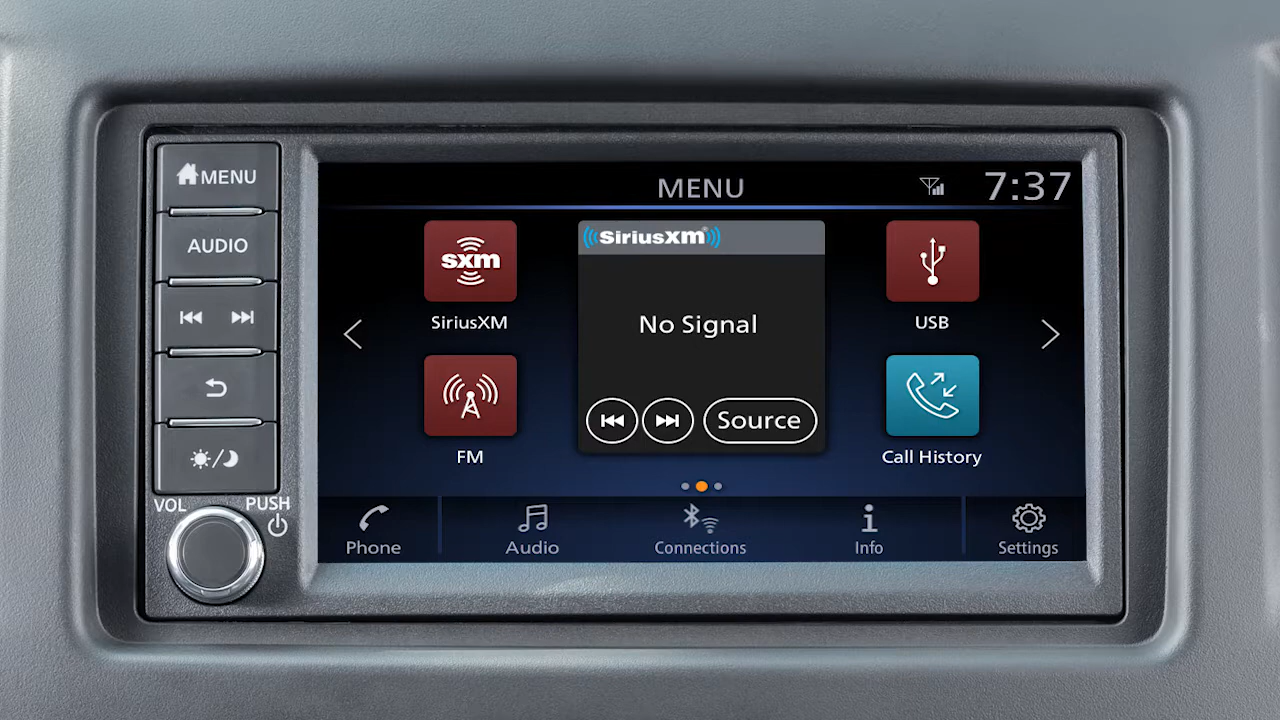 MENU
AUDIO
VOL
PUSH
MENU
7:37
sxm
SiriusXM
FM
SiriusXM®
No Signal
Source
USB
Call History
Phone
Audio
Connections
Info
Settings